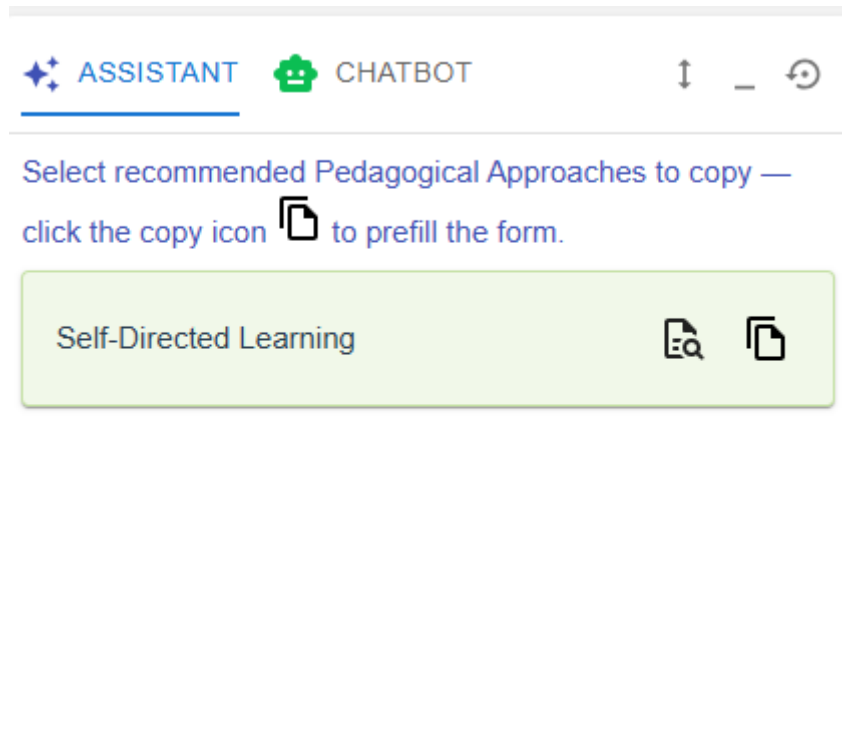 ASSISTANT CHATBOT
Select recommended Pedagogical Approaches to copy —
click the copy icon to prefill the form.
Self-Directed Learning